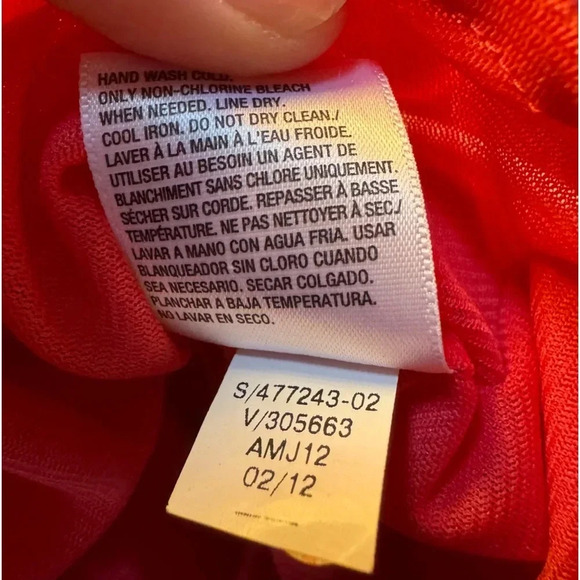 HAND WASH COLD.
ONLY NON-CHLORINE BLEACH
WHEN NEEDED. LINE DRY.
COOL IRON. DO NOT DRY CLEAN./
LAVER À LA MAIN À L'EAU FROIDE.
UTILISER AU BESOIN UN AGENT DE
BLANCHIMENT SANS CHLORE UNIQUEMENT.
SÉCHER SUR CORDE. REPASSER À BASSE
TEMPÉRATURE. NE PAS NETTOYER À SEC./
LAVAR A MANO CON AGUA FRIA. USAR
BLANQUEADOR SIN CLORO CUANDO
SEA NECESARIO. SECAR COLGADO.
PLANCHAR A BAJA TEMPERATURA.
NO LAVAR EN SECO.
S/477243-02
V/305663
AMJ12
02/12